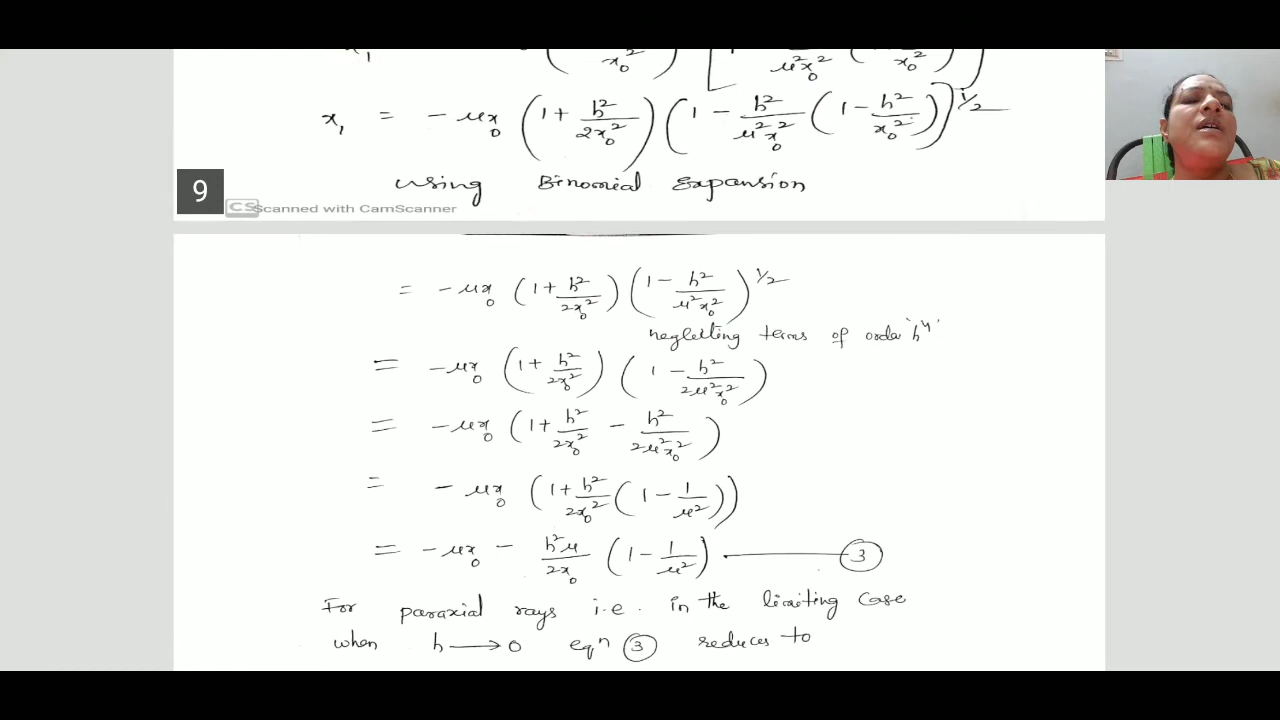 x₁ = - μx₀ (1 + h²/2x₀²) (1 - h²/μ²x₀² (1 - h²/x₀²))^1/2
using Binomial Expansion
9
CS Scanned with CamScanner
= - μx₀ (1 + h²/2x₀²) (1 - h²/μ²x₀²)^1/2
neglecting terms of order 'h⁴'
= - μx₀ (1 + h²/2x₀²) (1 - h²/2μ²x₀²)
= - μx₀ (1 + h²/2x₀² - h²/2μ²x₀²)
= - μx₀ (1 + h²/2x₀² (1 - 1/μ²))
= - μx₀ - h²μ/2x₀ (1 - 1/μ²) — 3
For paraxial rays i.e. in the limiting case
when h → 0 eqⁿ 3 reduces to